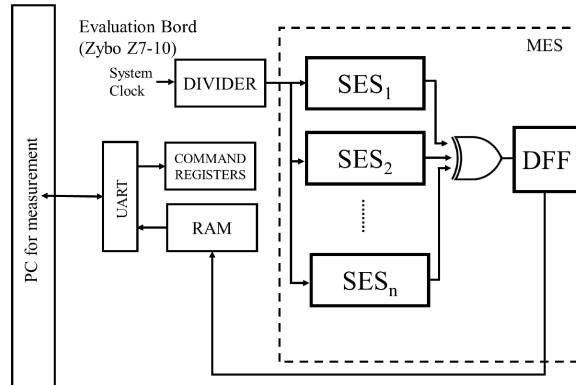 Evaluation Bord
(Zybo Z7-10)
MES
System
Clock
DIVIDER
SES1
SES2
SESn
DFF
COMMAND
REGISTERS
UART
RAM
PC for measurement